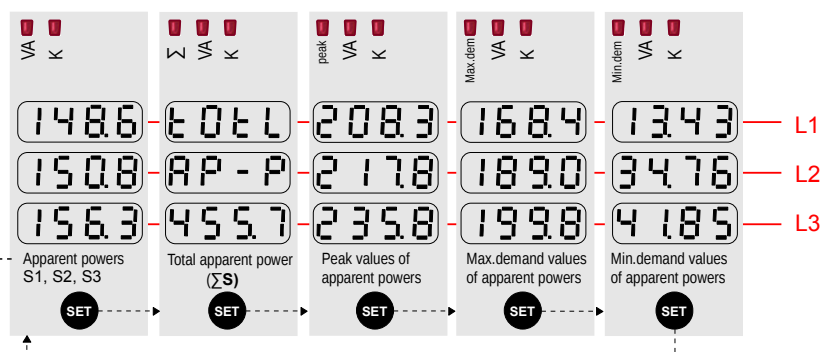 VA K
Σ VA K
peak VA K
Max.dem VA K
Min.dem VA K
148.6 tOtL 208.3 168.4 13.43 L1
150.8 AP-P 217.8 189.0 34.76 L2
156.3 455.7 235.8 199.8 41.85 L3
Apparent powers
S1, S2, S3
Total apparent power
(∑S)
Peak values of
apparent powers
Max.demand values
of apparent powers
Min.demand values
of apparent powers
SET SET SET SET SET